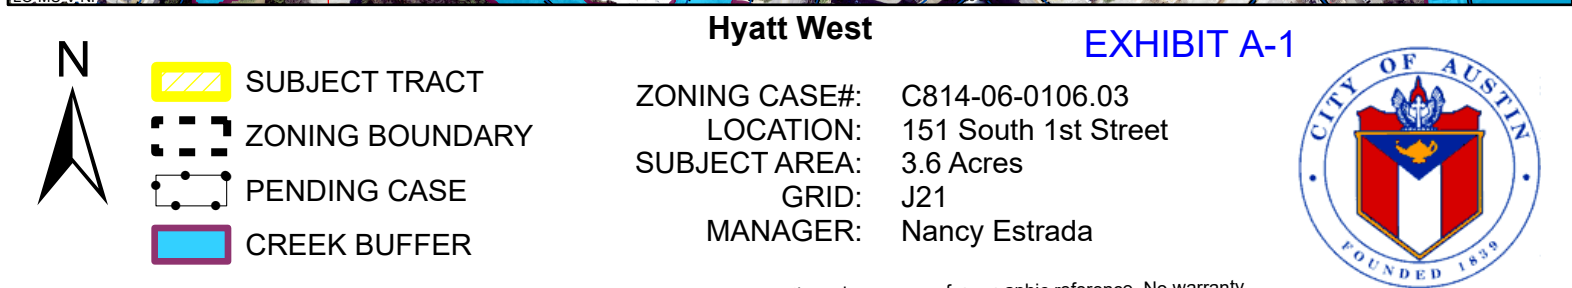 Hyatt West
EXHIBIT A-1
N
SUBJECT TRACT
ZONING BOUNDARY
PENDING CASE
CREEK BUFFER
ZONING CASE#: C814-06-0106.03
LOCATION: 151 South 1st Street
SUBJECT AREA: 3.6 Acres
GRID: J21
MANAGER: Nancy Estrada
CITY OF AUSTIN
FOUNDED 1839
reference. No warranty